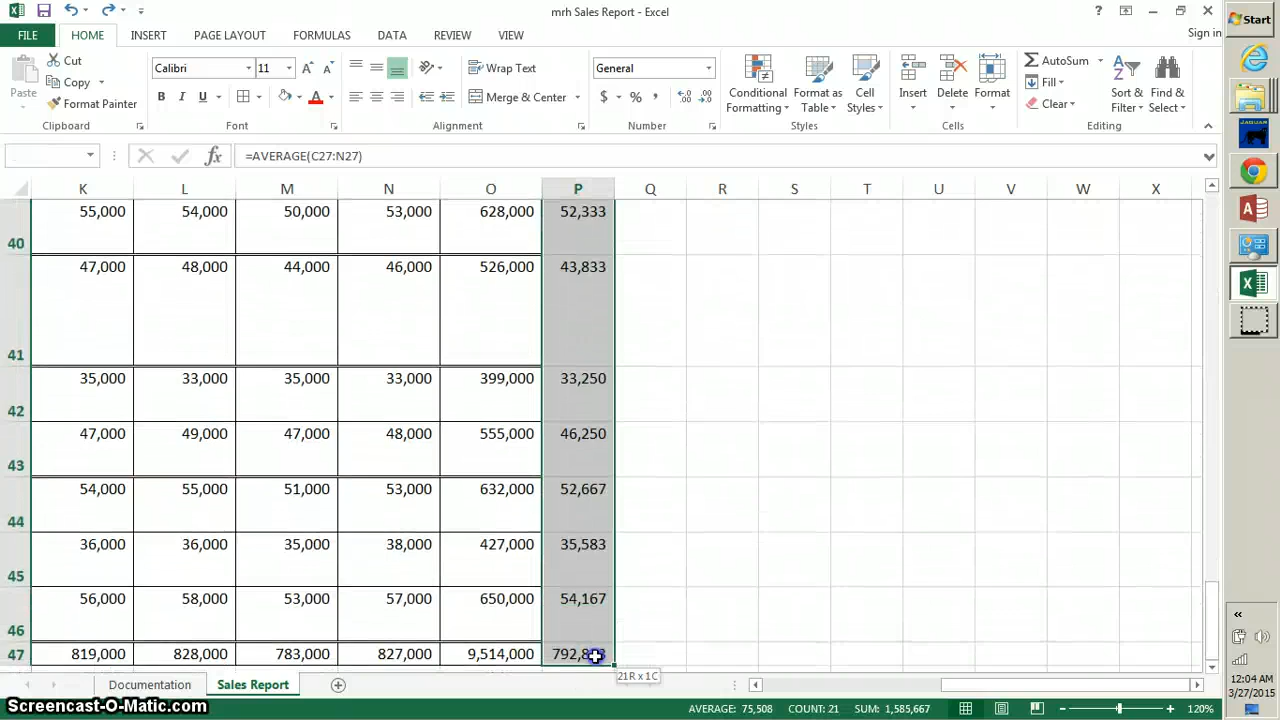 mrh Sales Report - Excel
? 
FILE HOME INSERT PAGE LAYOUT FORMULAS DATA REVIEW VIEW Sign in
Start
Paste
Cut
Copy
Format Painter
Clipboard
Calibri 11
B I U
Font
Wrap Text
Merge & Center
Alignment
General
$ % ,
Number
Conditional Formatting
Format as Table
Cell Styles
Styles
Insert Delete Format
Cells
AutoSum
Fill
Clear
Sort & Filter
Find & Select
Editing
fx =AVERAGE(C27:N27)
K L M N O P Q R S T U V W X
40 55,000 54,000 50,000 53,000 628,000 52,333
41 47,000 48,000 44,000 46,000 526,000 43,833
42 35,000 33,000 35,000 33,000 399,000 33,250
43 47,000 49,000 47,000 48,000 555,000 46,250
44 54,000 55,000 51,000 53,000 632,000 52,667
45 36,000 36,000 35,000 38,000 427,000 35,583
46 56,000 58,000 53,000 57,000 650,000 54,167
47 819,000 828,000 783,000 827,000 9,514,000
21R x 1C
Documentation Sales Report
AVERAGE: 75,508 COUNT: 21 SUM: 1,585,667 120%
12:04 AM
3/27/2015
Screencast-O-Matic.com